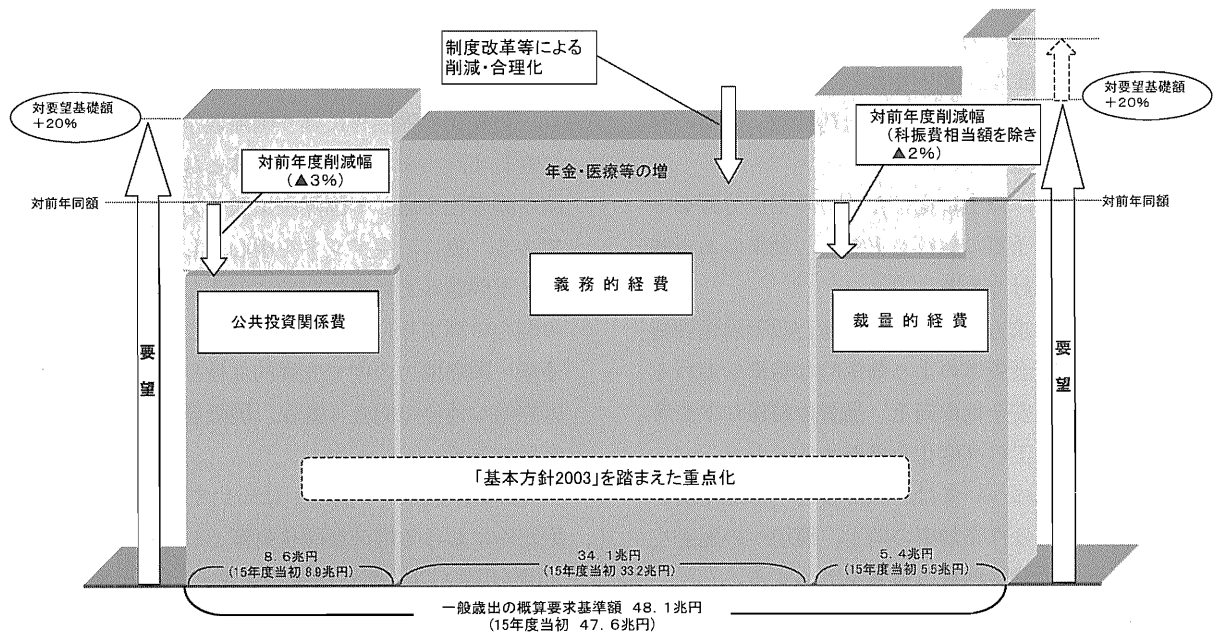 制度改革等による
削減・合理化
対要望基礎額
+20%
対前年度削減幅
(▲3%)
対前年同額
要望
年金・医療等の増
対前年度削減幅
(科振費相当額を除き
▲2%)
対要望基礎額
+20%
対前年同額
要望
公共投資関係費
義務的経費
裁量的経費
「基本方針2003」を踏まえた重点化
8.6兆円
(15年度当初 8.9兆円)
34.1兆円
(15年度当初 33.2兆円)
5.4兆円
(15年度当初 5.5兆円)
一般歳出の概算要求基準額 48.1兆円
(15年度当初 47.6兆円)